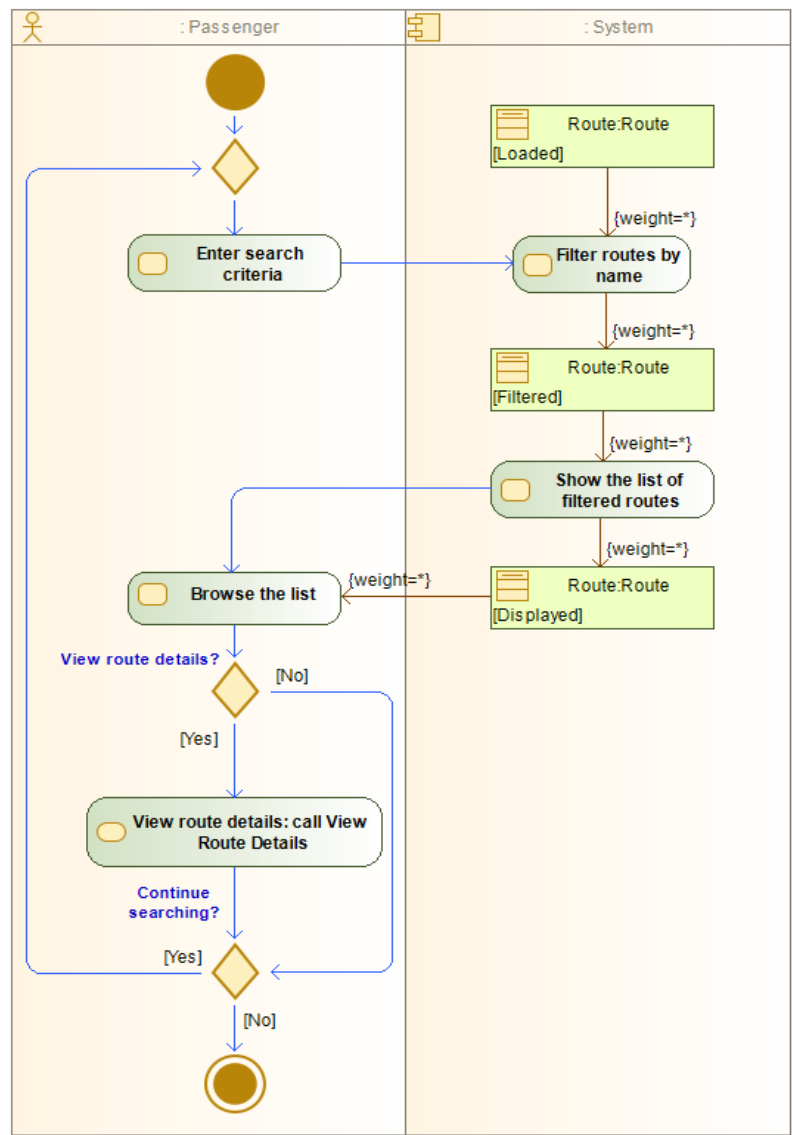 : Passenger
: System
Route:Route
[Loaded]
{weight=*}
Enter search
criteria
Filter routes by
name
{weight=*}
Route:Route
[Filtered]
{weight=*}
Show the list of
filtered routes
{weight=*}
{weight=*}
Browse the list
Route:Route
[Displayed]
View route details?
[No]
[Yes]
View route details: call View
Route Details
Continue
searching?
[Yes]
[No]